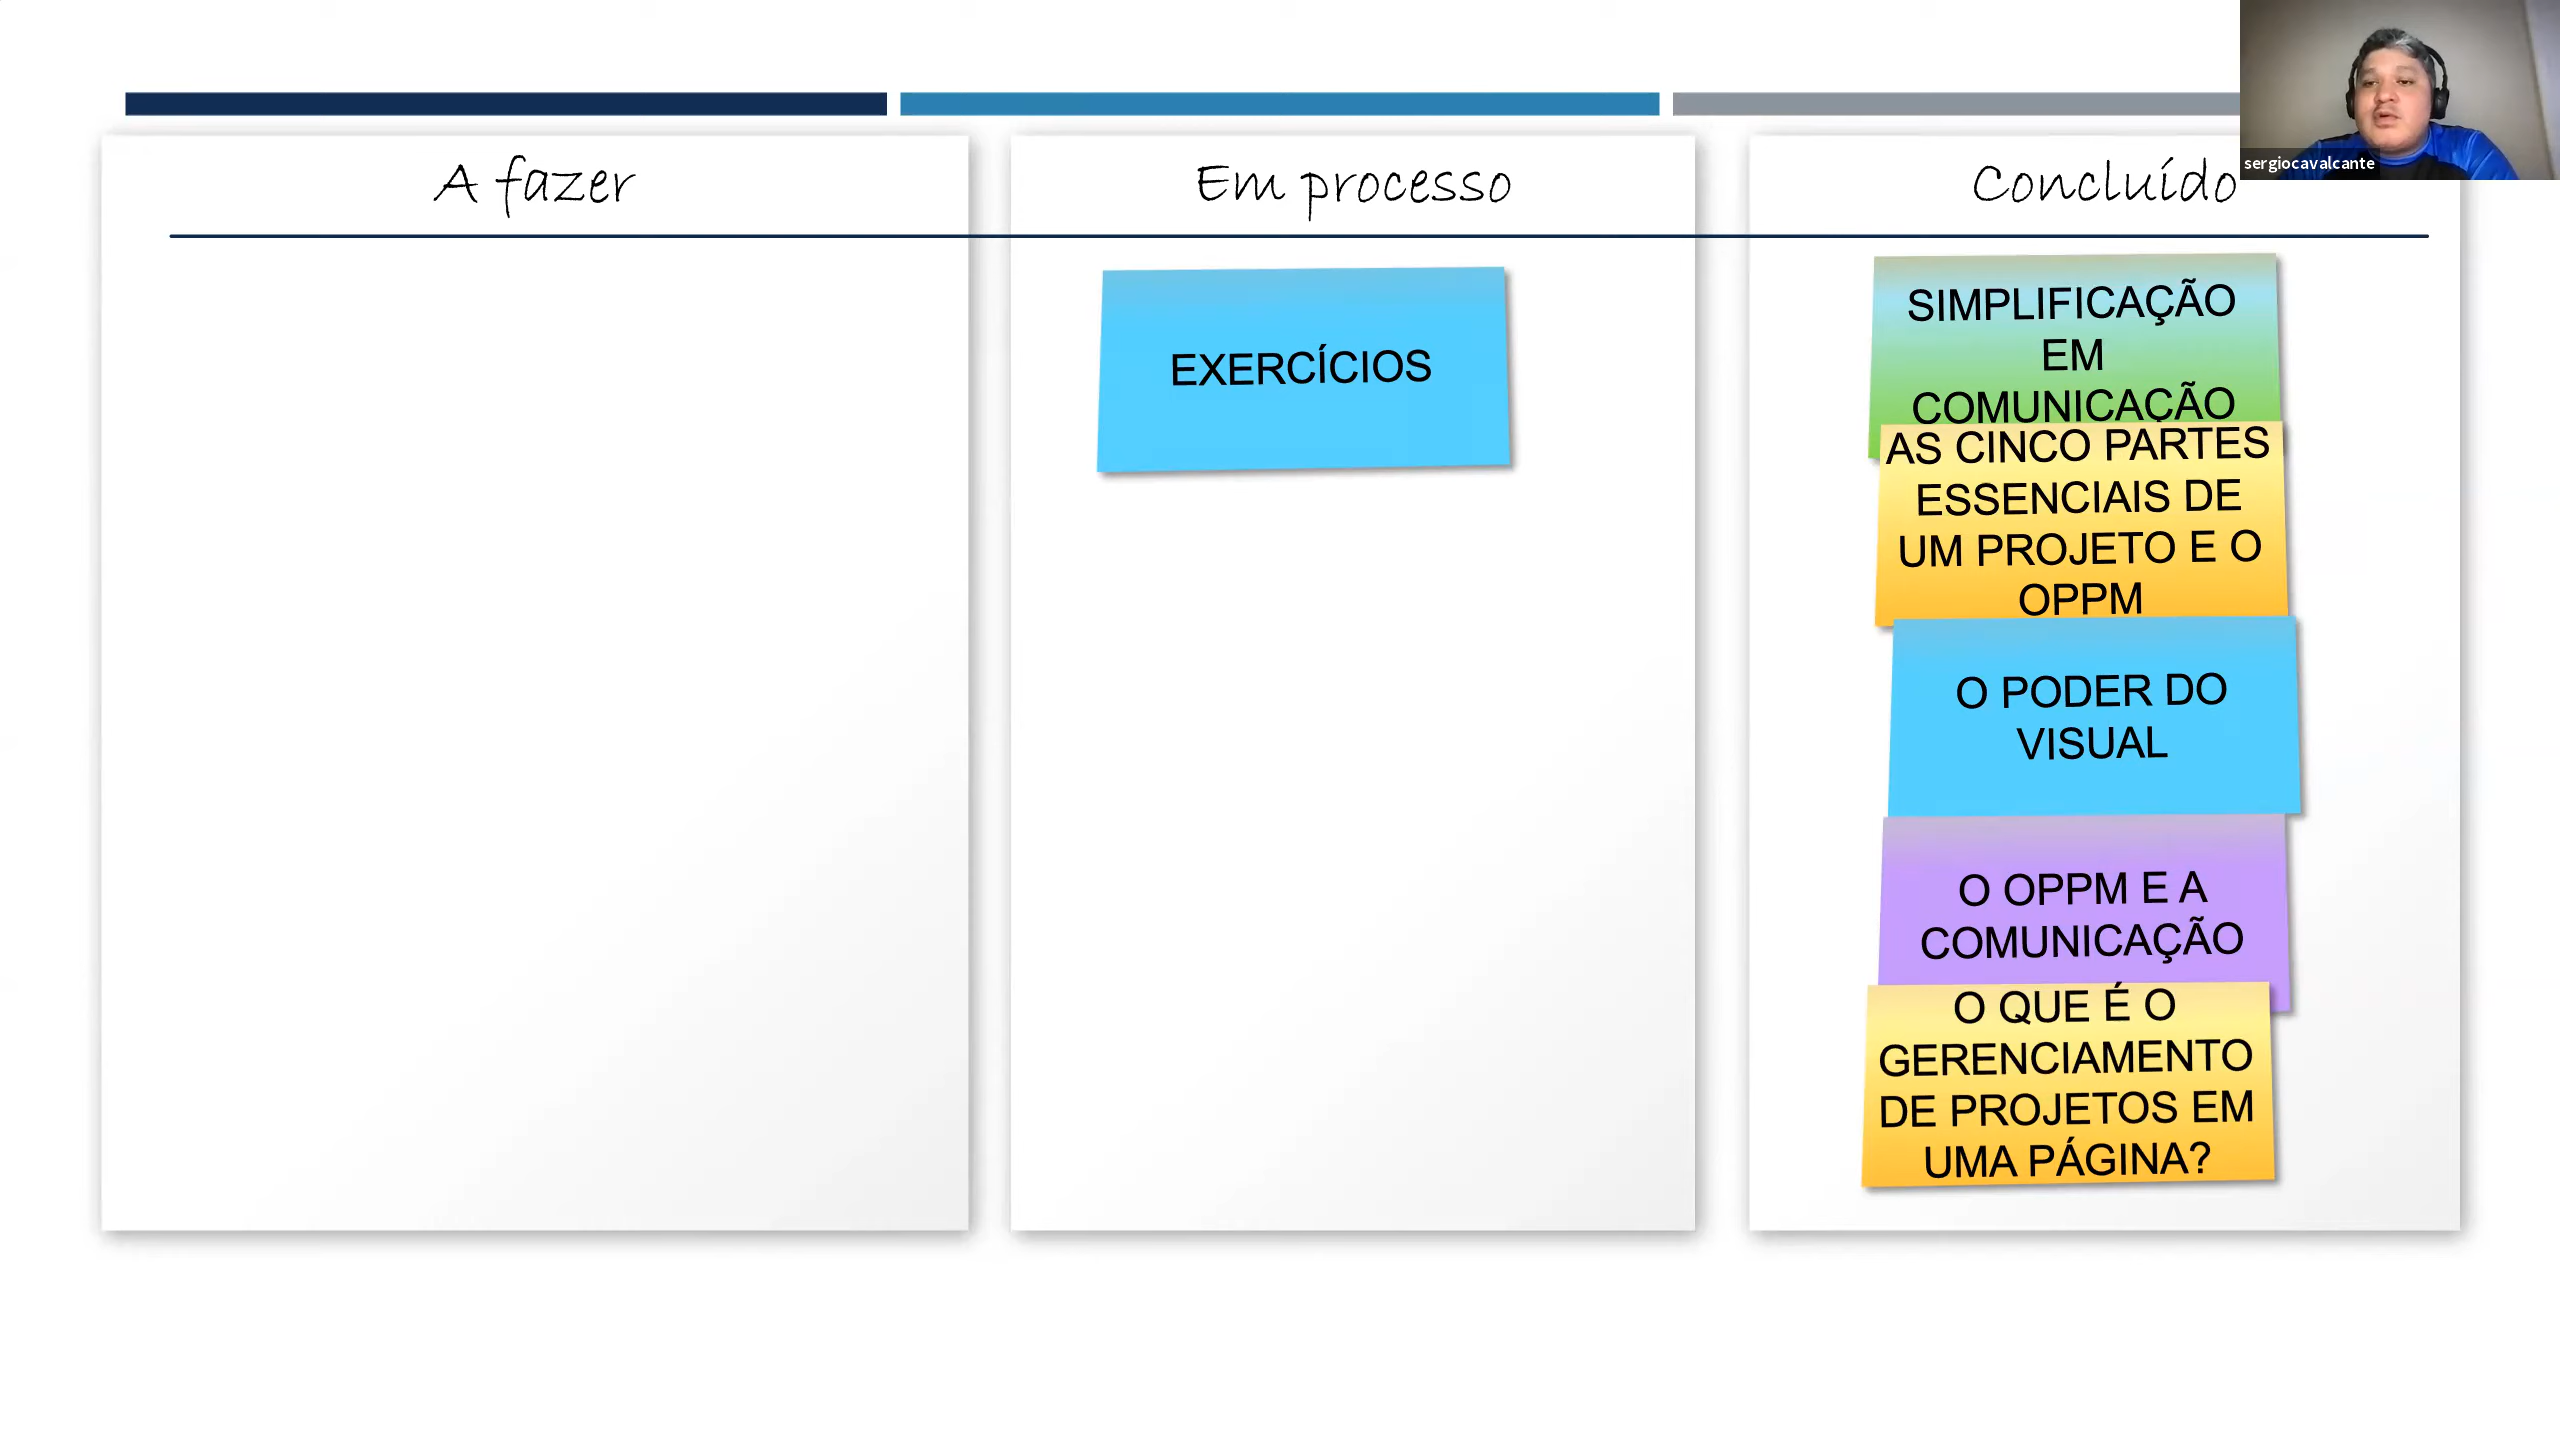 A fazer
Em processo
Concluído
sergiocavalcante
EXERCÍCIOS
SIMPLIFICAÇÃO
EM
COMUNICAÇÃO
AS CINCO PARTES
ESSENCIAIS DE
UM PROJETO E O
OPPM
O PODER DO
VISUAL
O OPPM E A
COMUNICAÇÃO
O QUE É O
GERENCIAMENTO
DE PROJETOS EM
UMA PÁGINA?